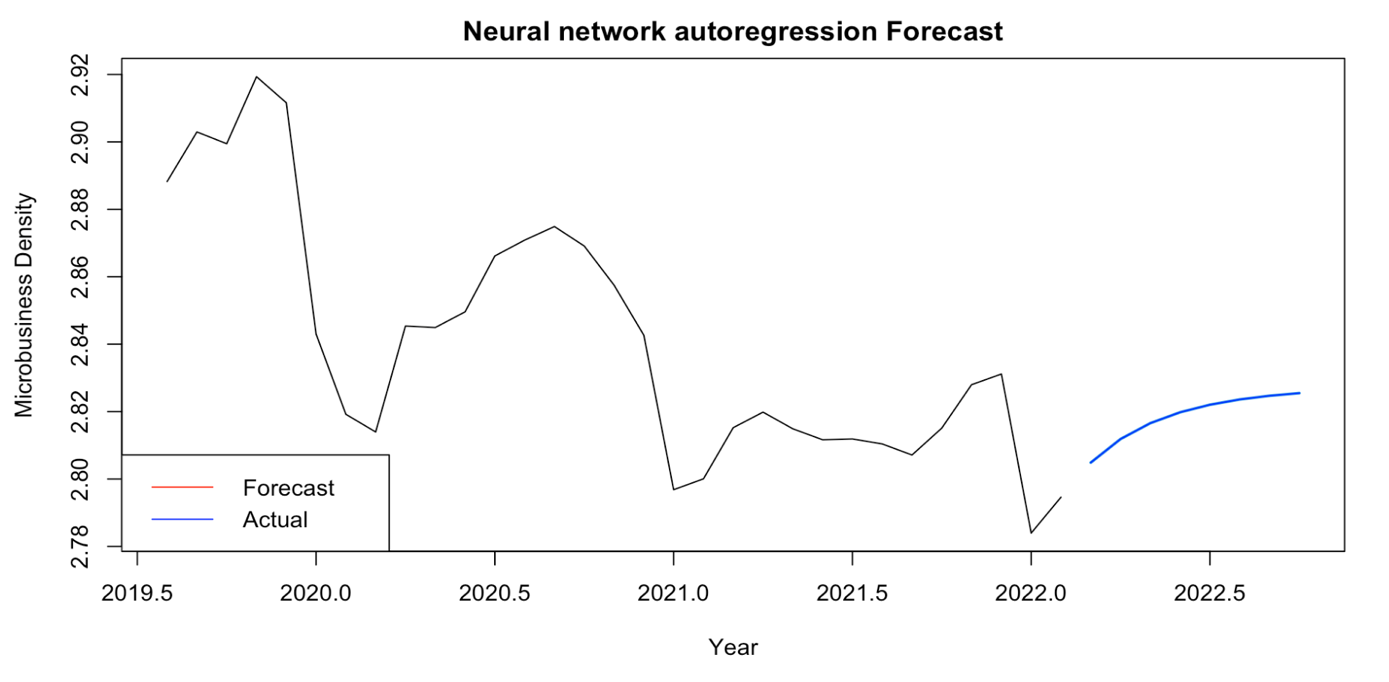 Neural network autoregression Forecast
Microbusiness Density
2.92
2.90
2.88
2.86
2.84
2.82
2.80
2.78
Forecast
Actual
2019.5 2020.0 2020.5 2021.0 2021.5 2022.0 2022.5
Year